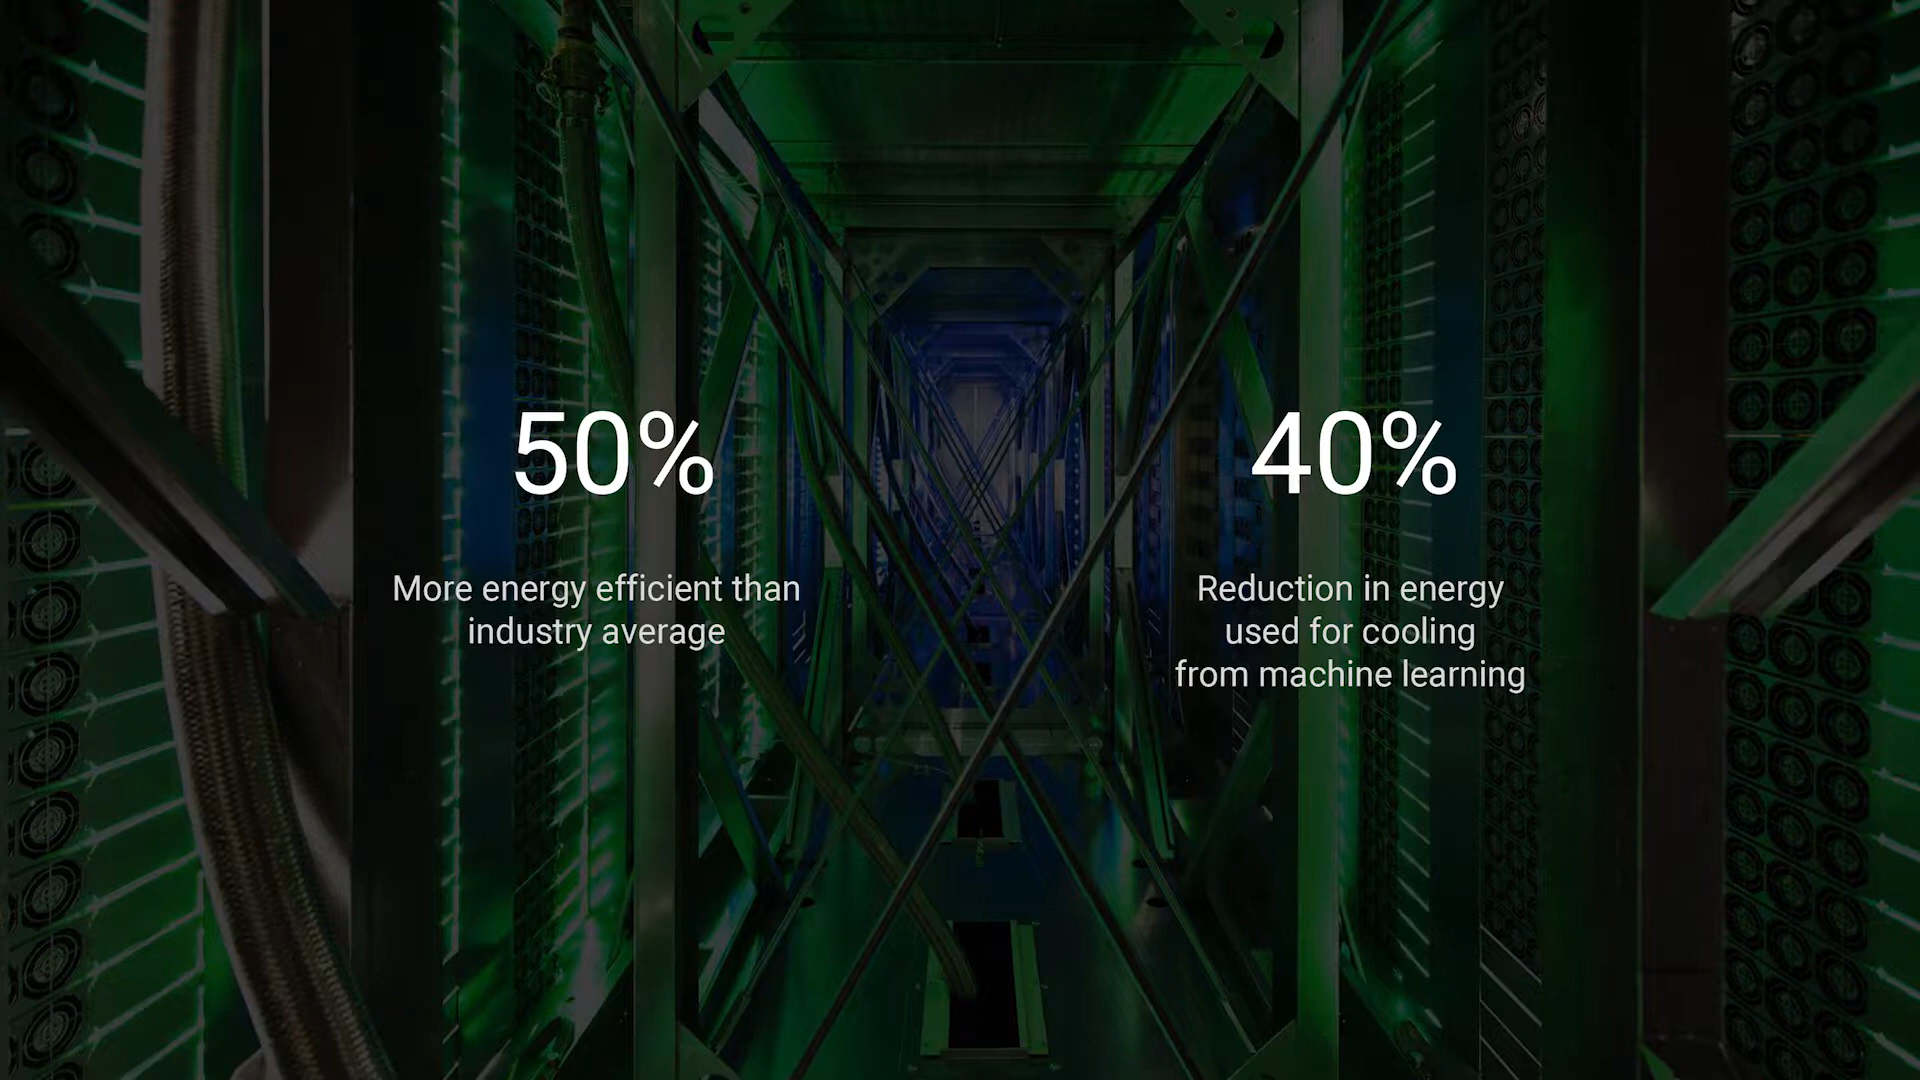 50%
More energy efficient than
industry average
40%
Reduction in energy
used for cooling
from machine learning